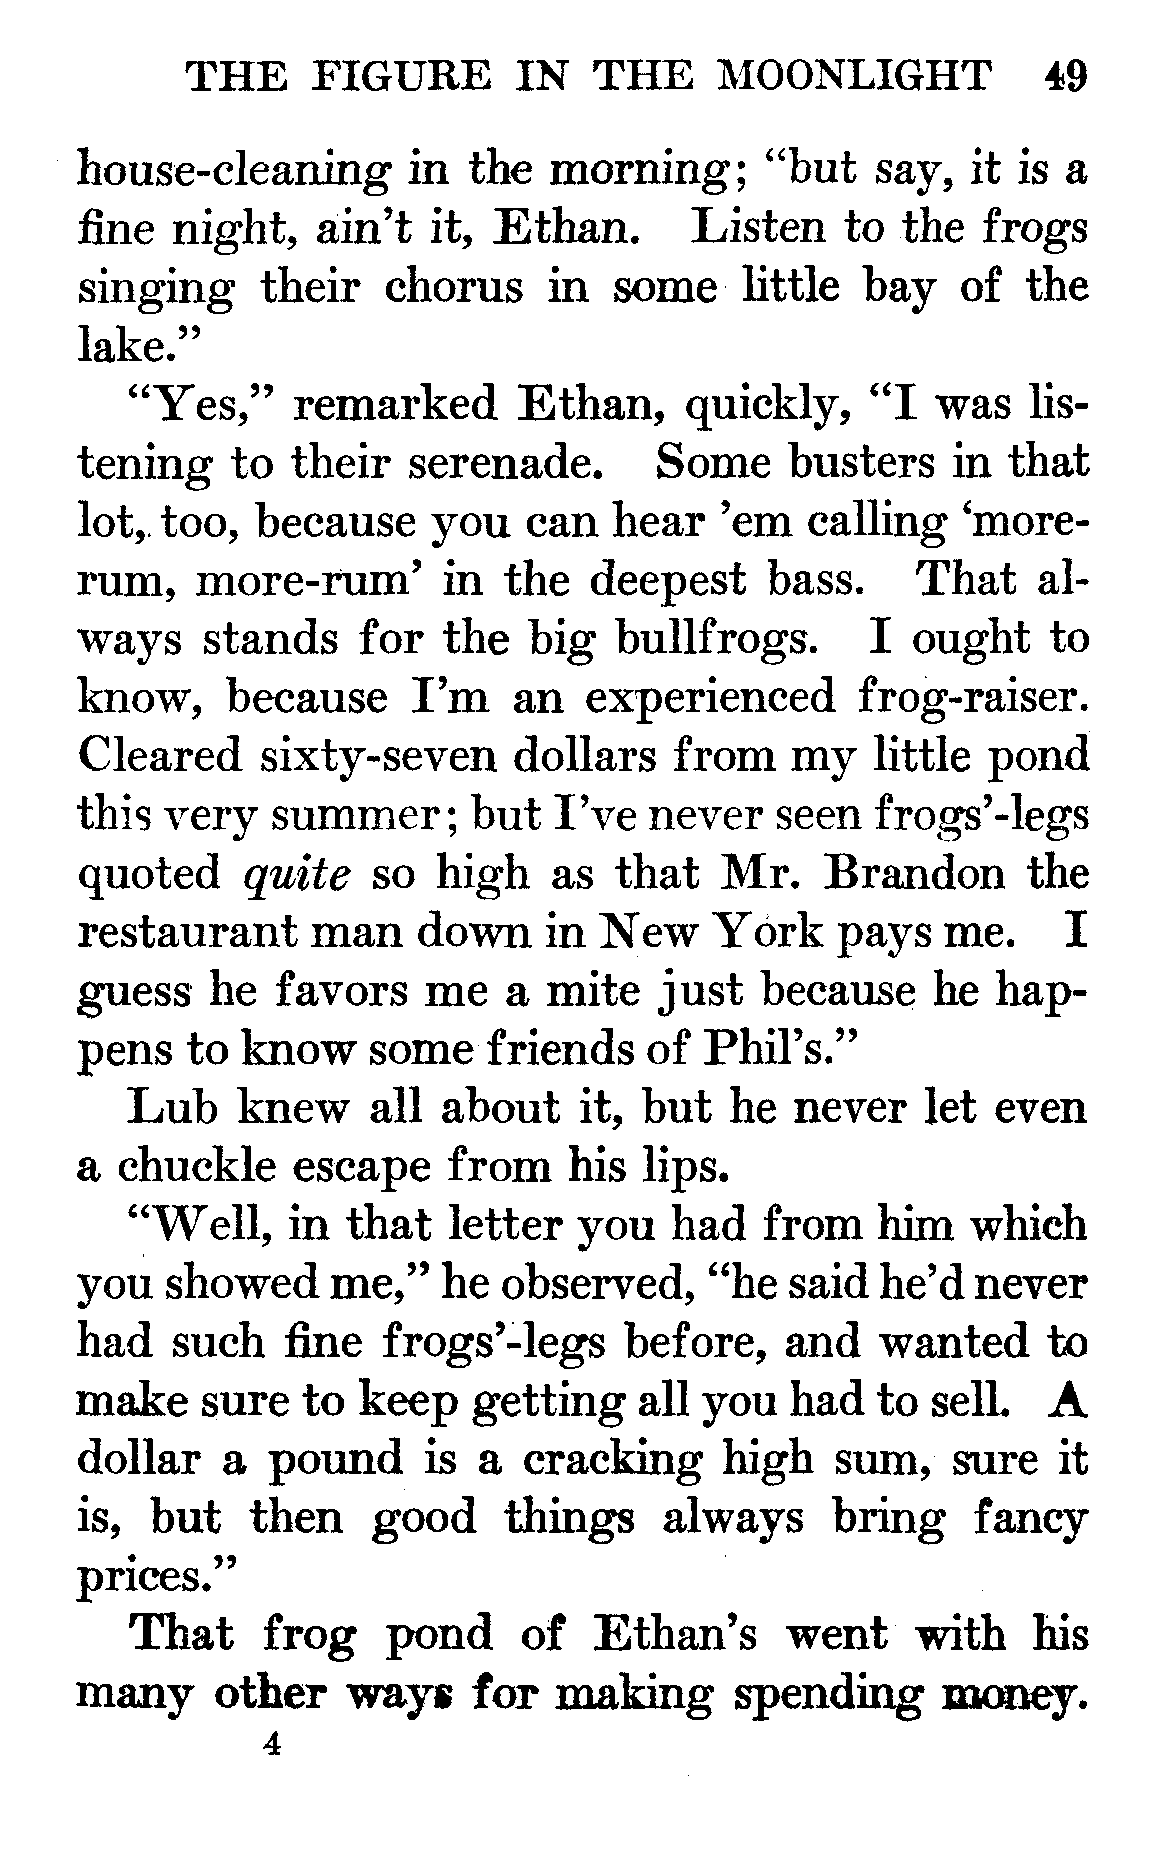 THE FIGURE IN THE MOONLIGHT 49
house-cleaning in the morning; “but say, it is a
fine night, ain’t it, Ethan. Listen to the frogs
singing their chorus in some little bay of the
lake.”
“Yes,” remarked Ethan, quickly, “I was lis-
tening to their serenade. Some busters in that
lot, too, because you can hear ’em calling ‘more-
rum, more-rum’ in the deepest bass. That al-
ways stands for the big bullfrogs. I ought to
know, because I’m an experienced frog-raiser.
Cleared sixty-seven dollars from my little pond
this very summer; but I’ve never seen frogs’-legs
quoted quite so high as that Mr. Brandon the
restaurant man down in New York pays me. I
guess he favors me a mite just because he hap-
pens to know some friends of Phil’s.”
Lub knew all about it, but he never let even
a chuckle escape from his lips.
“Well, in that letter you had from him which
you showed me,” he observed, “he said he’d never
had such fine frogs’-legs before, and wanted to
make sure to keep getting all you had to sell. A
dollar a pound is a cracking high sum, sure it
is, but then good things always bring fancy
prices.”
That frog pond of Ethan’s went with his
many other ways for making spending money.
4